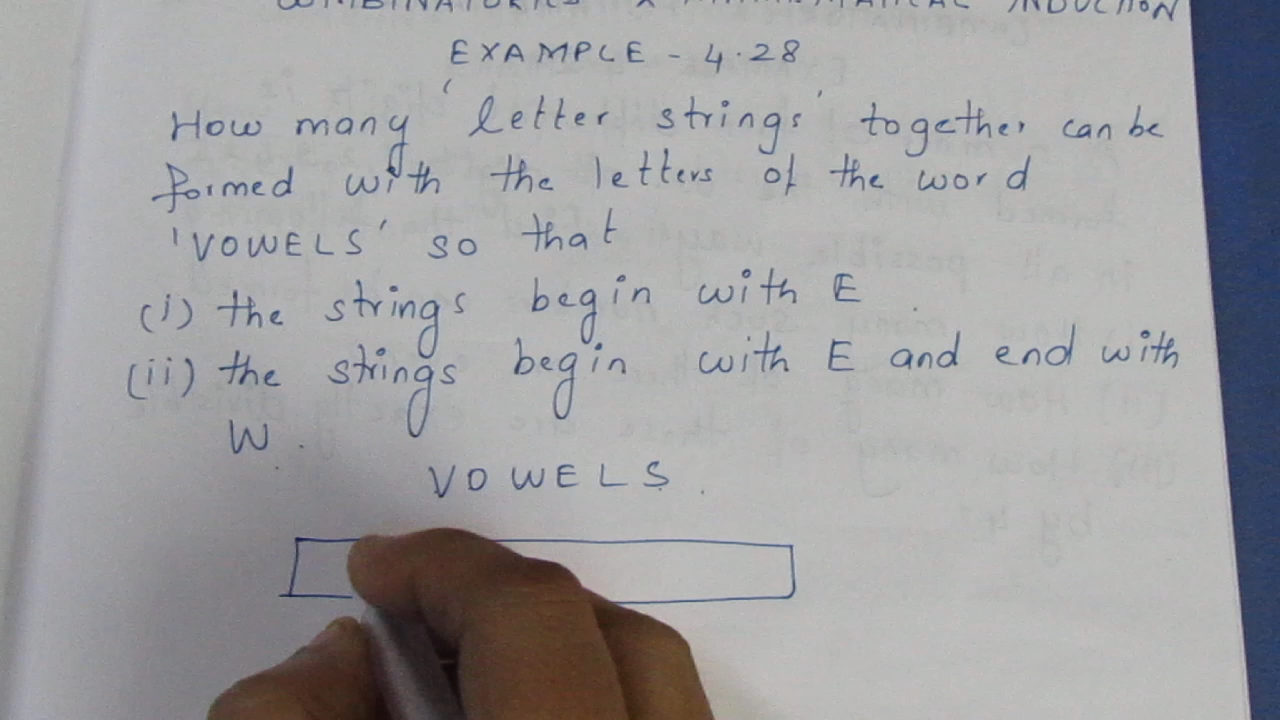 INDUCTION
EXAMPLE - 4.28
How many 'letter strings' together can be
formed with the letters of the word
'VOWELS' so that
(i) the strings begin with E.
(ii) the strings begin with E and end with
W.
VOWELS.